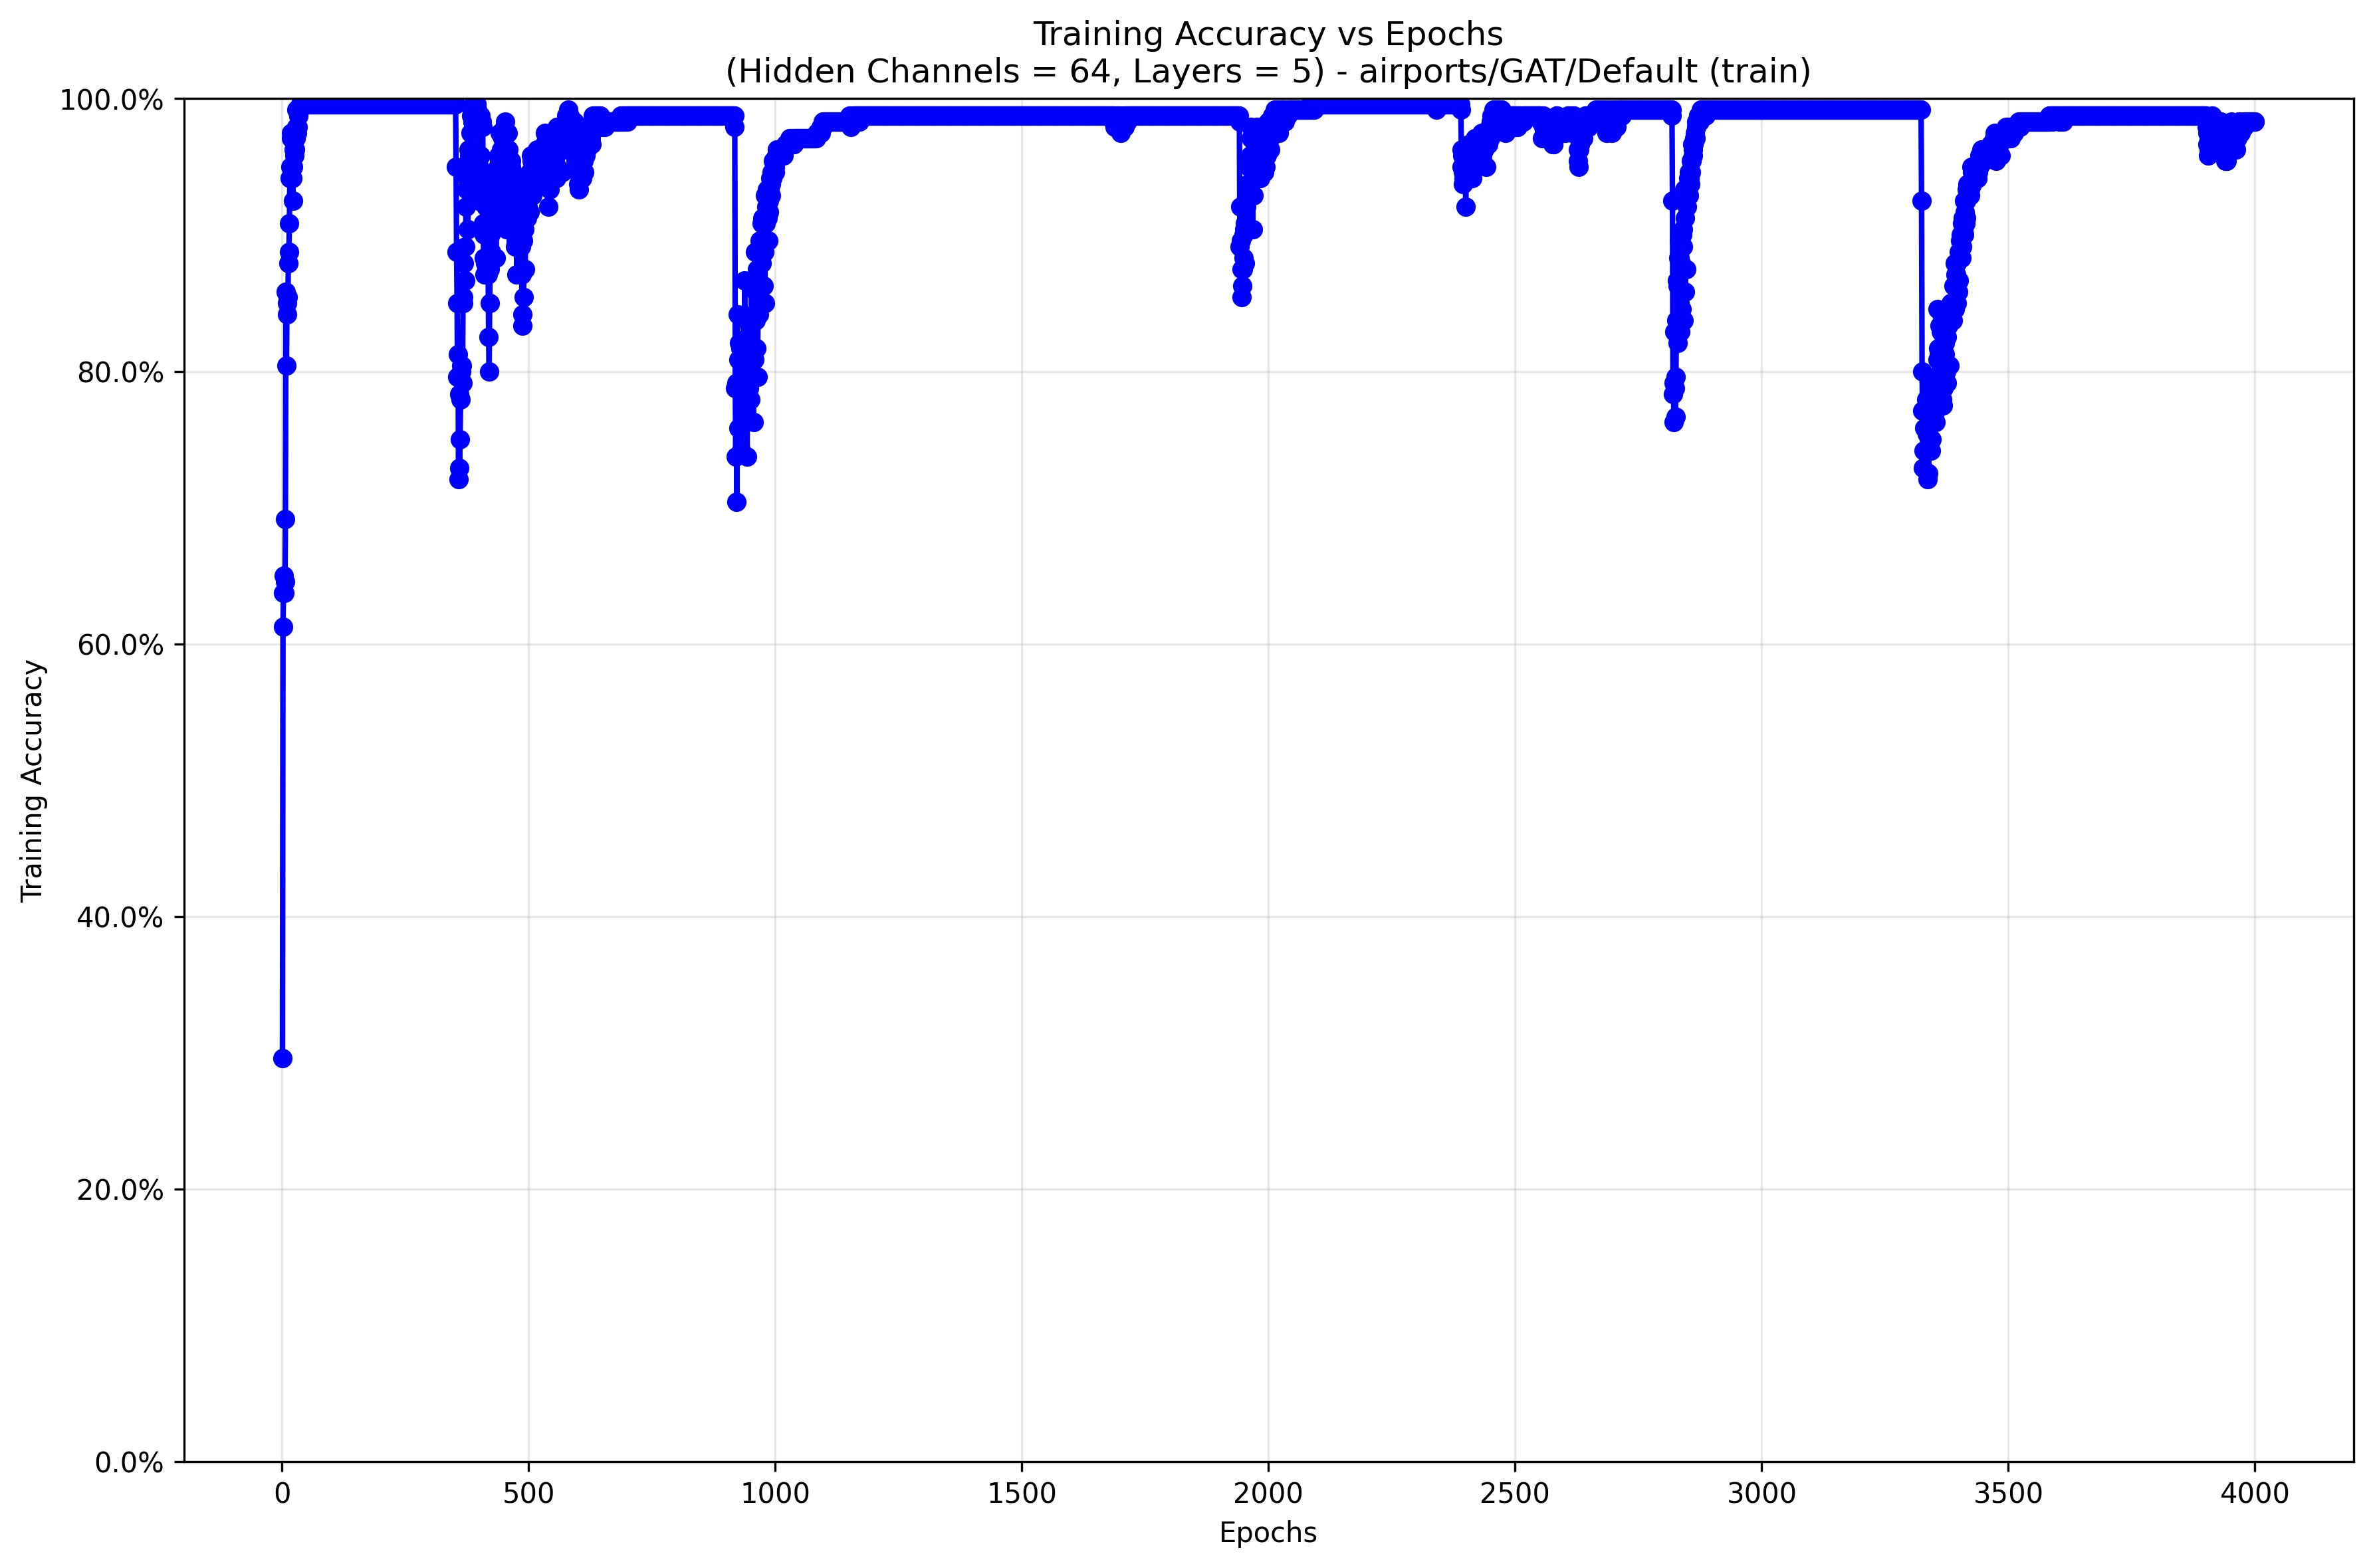 Training Accuracy vs Epochs
(Hidden Channels = 64, Layers = 5) - airports/GAT/Default (train)
100.0%
80.0%
60.0%
40.0%
20.0%
0.0%
Training Accuracy
0 500 1000 1500 2000 2500 3000 3500 4000
Epochs